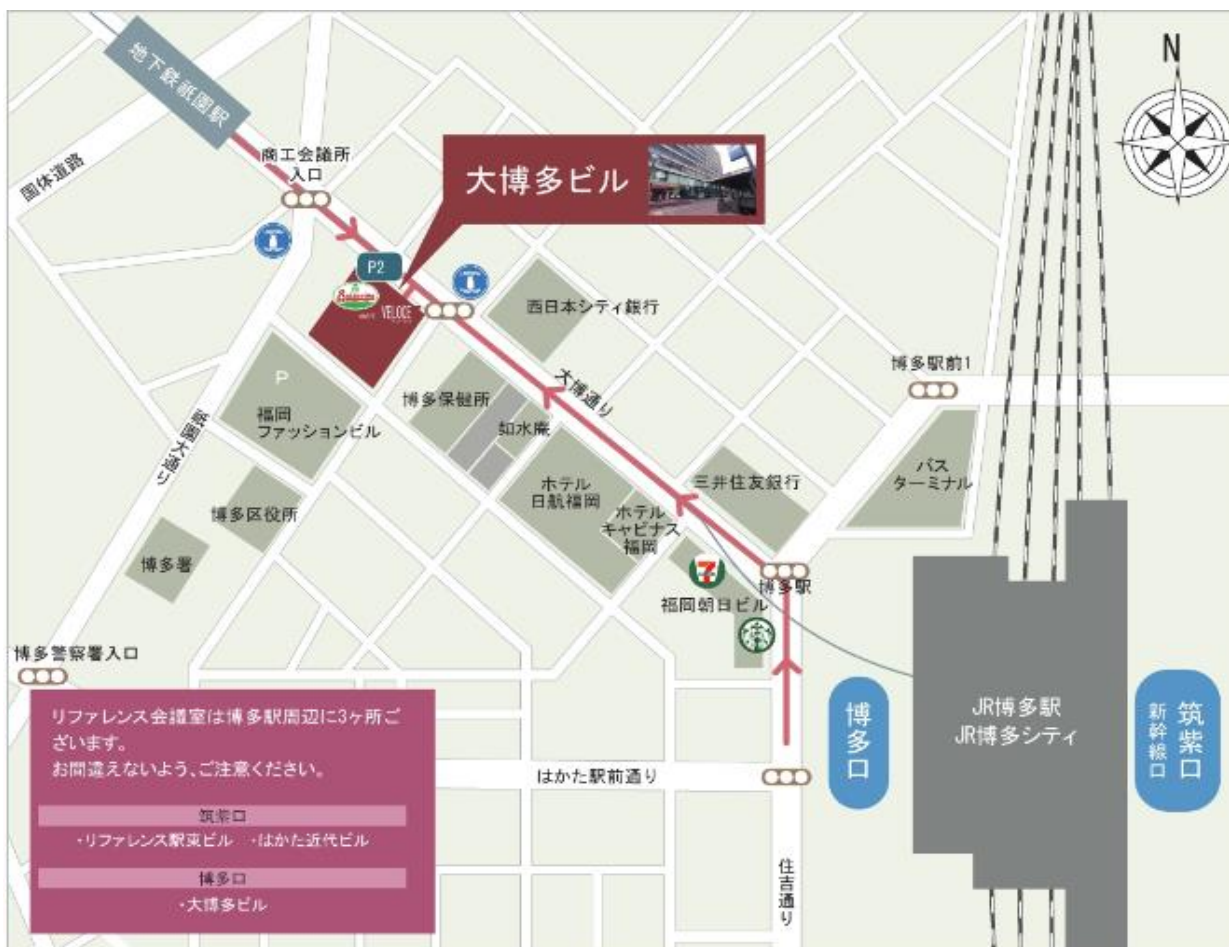 地下鉄祇園駅
N
商工会議所
入口
国体道路
大博多ビル
P2
VELOCE
西日本シティ銀行
博多駅前1
大博通り
P
福岡
ファッションビル
博多保健所
如水庵
祇園大通り
三井住友銀行
バス
ターミナル
ホテル
日航福岡
博多区役所
ホテル
キャビナス
福岡
博多署
7
博多駅
福岡朝日ビル
博多警察署入口
リファレンス会議室は博多駅周辺に3ヶ所ご
ざいます。
お間違えないよう、ご注意ください。
筑紫口
・リファレンス駅東ビル ・はかた近代ビル
博多口
・大博多ビル
はかた駅前通り
住吉通り
博多口
JR博多駅
JR博多シティ
筑紫口
新幹線口